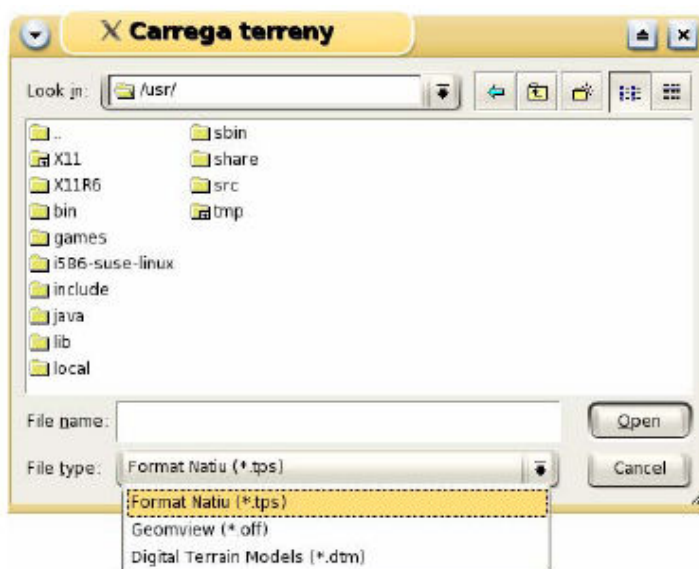 Carrega terreny
Look in: /usr/
..
X11
X11R6
bin
games
i586-suse-linux
include
java
lib
local
sbin
share
src
tmp
File name:
Open
File type: Format Natiu (*.tps)
Cancel
Format Natiu (*.tps)
Geomview (*.off)
Digital Terrain Models (*.dtm)